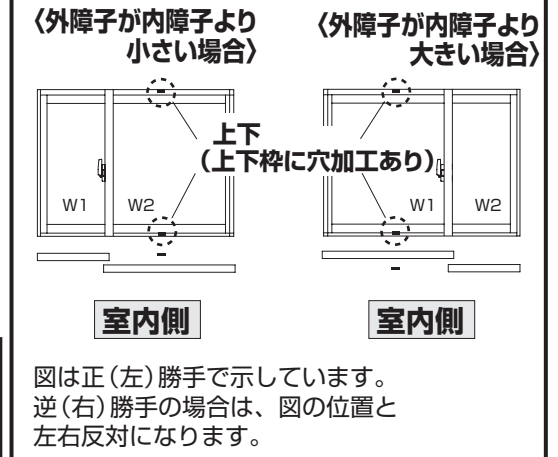 〈外障子が内障子より
小さい場合〉
〈外障子が内障子より
大きい場合〉
上下
(上下枠に穴加工あり)
W1
W2
W1
W2
室内側
室内側
図は正(左)勝手で示しています。
逆(右)勝手の場合は、図の位置と
左右反対になります。